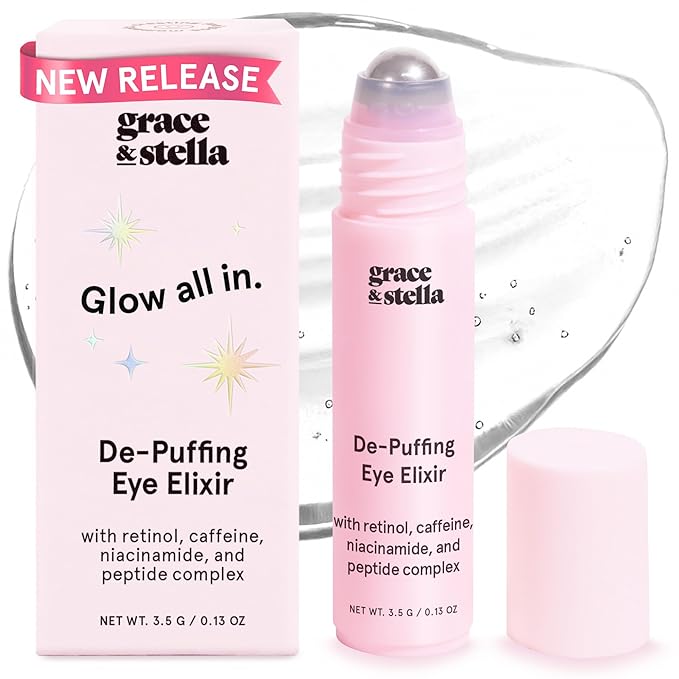 NEW RELEASE
grace
& stella
Glow all in.
De-Puffing
Eye Elixir
with retinol, caffeine,
niacinamide, and
peptide complex
NET WT. 3.5 G / 0.13 OZ
grace
& stella
De-Puffing
Eye Elixir
with retinol, caffeine,
niacinamide, and
peptide complex
NET WT. 3.5 G / 0.13 OZ